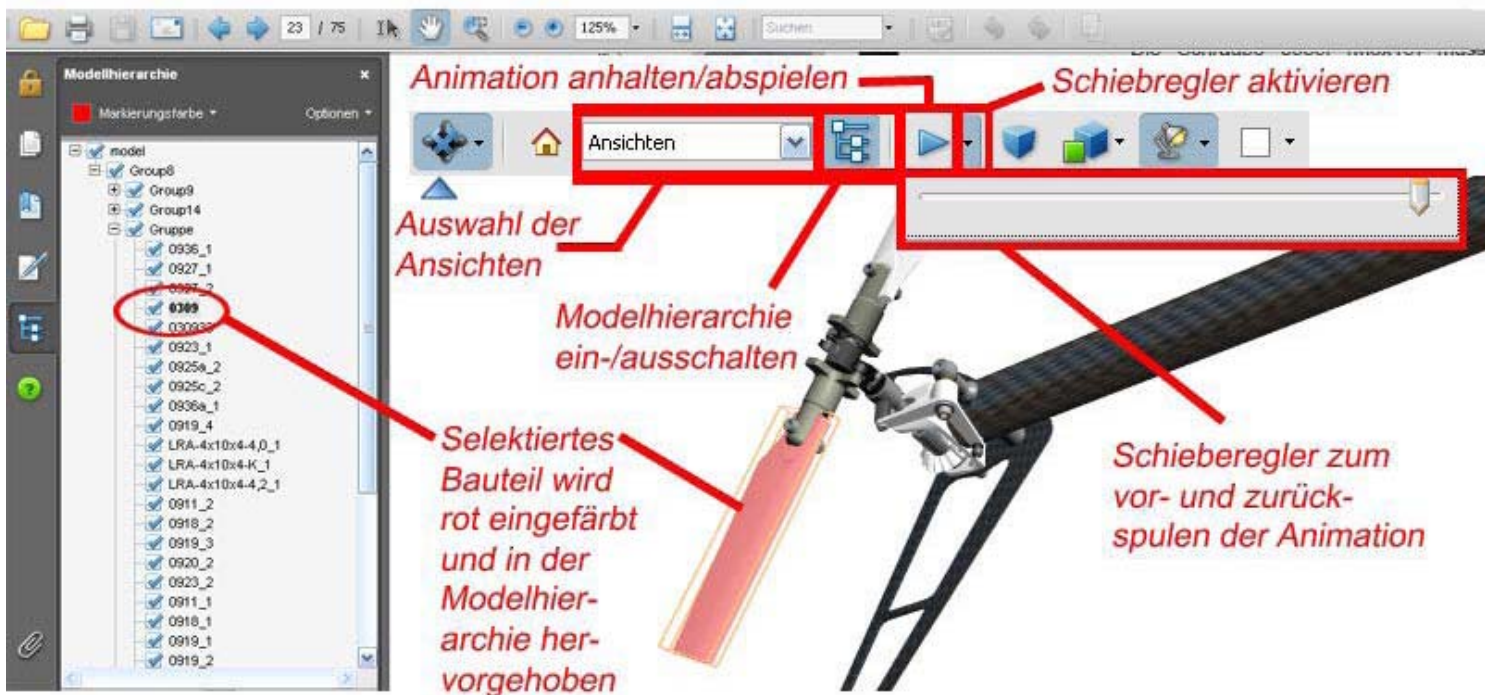 23 / 75
125%
Suchen
Modellhierarchie
Markierungsfarbe
Optionen
model
Group8
Group9
Group14
Gruppe
0936_1
0927_1
0927_2
0309
0923_1
0925a_2
0925c_2
0936a_1
0919_4
LRA-4x10x4-4,0_1
LRA-4x10x4-K_1
LRA-4x10x4-4,2_1
0911_2
0918_2
0919_3
0920_2
0923_2
0911_1
0918_1
0919_1
0919_2
Animation anhalten/abspielen
Schiebregler aktivieren
Ansichten
Auswahl der
Ansichten
Modelhierarchie
ein-/ausschalten
Selektiertes
Bauteil wird
rot eingefärbt
und in der
Modelhier-
archie her-
vorgehoben
Schieberegler zum
vor- und zurück-
spulen der Animation